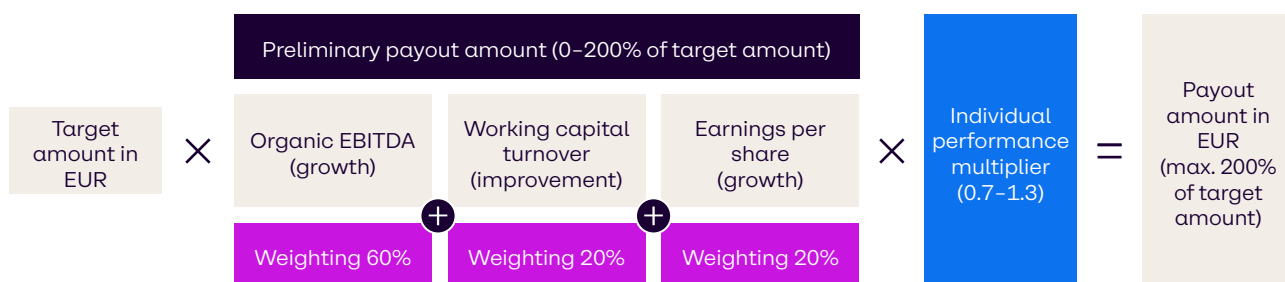 Preliminary payout amount (0–200% of target amount)
Target
amount in
EUR
×
Organic EBITDA
(growth)
Weighting 60%
+
Working capital
turnover
(improvement)
Weighting 20%
+
Earnings per
share
(growth)
Weighting 20%
×
Individual
performance
multiplier
(0.7–1.3)
=
Payout
amount in
EUR
(max. 200%
of target
amount)